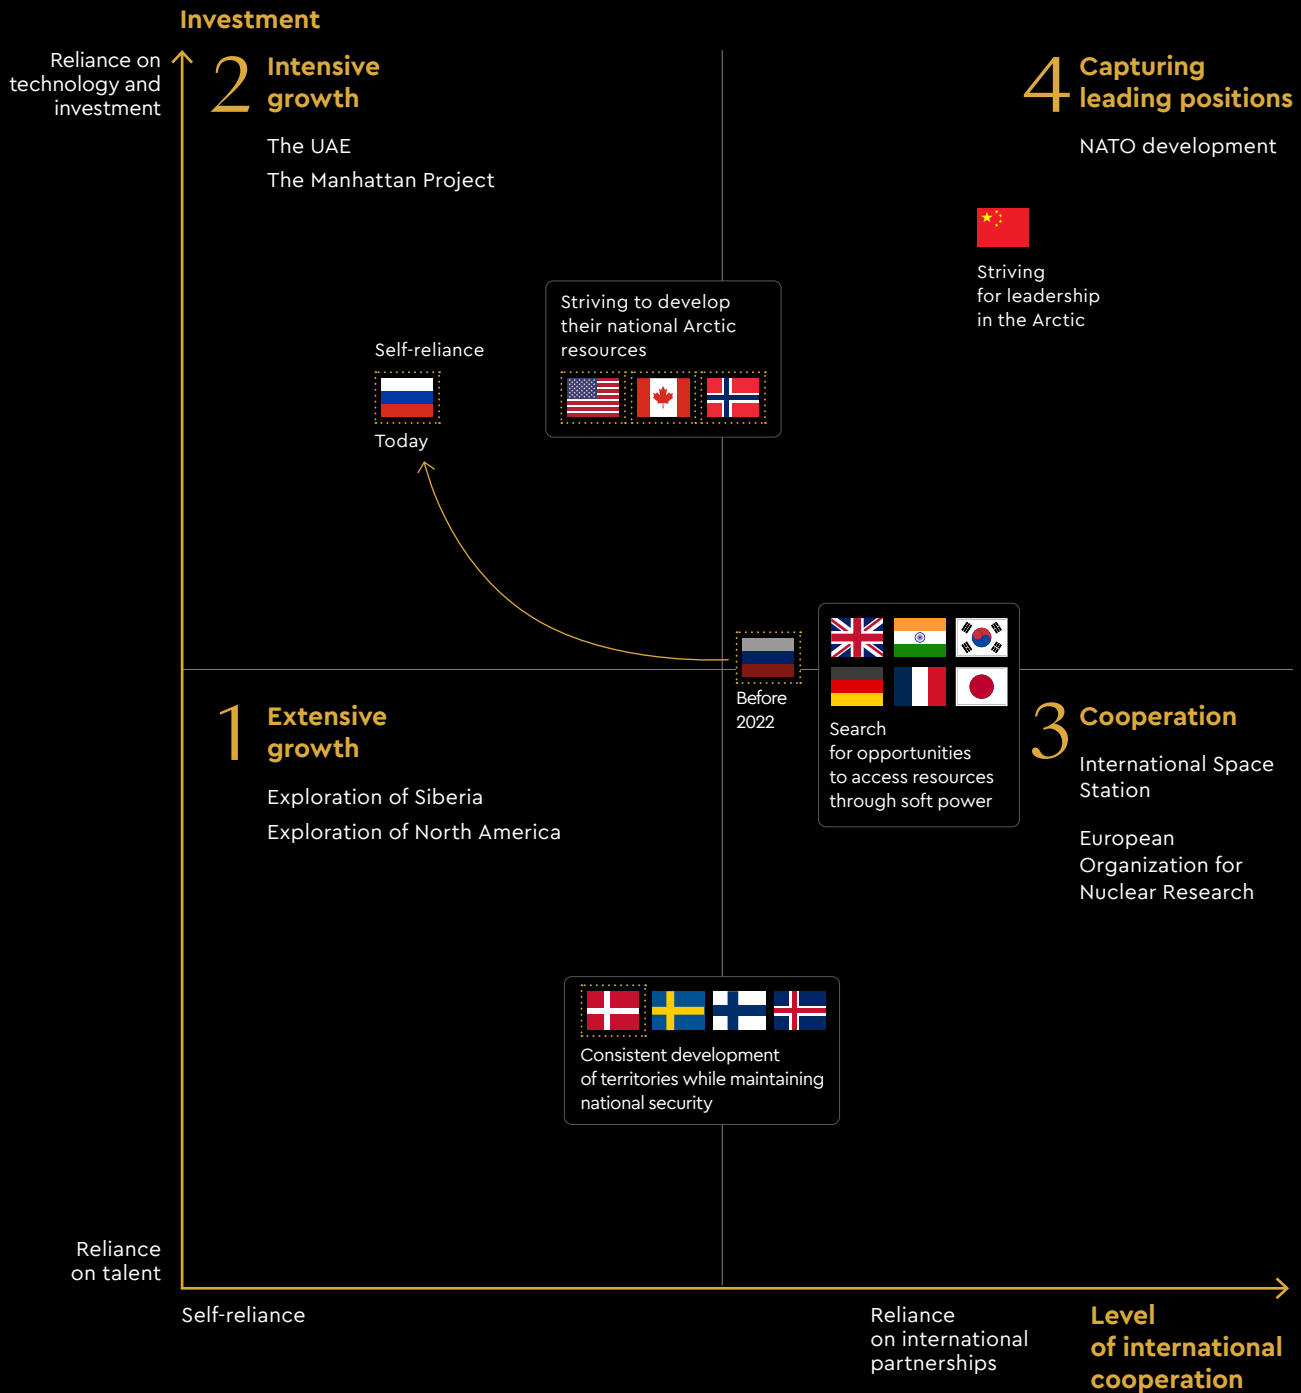 Investment
Reliance on
technology and
investment
2
Intensive
growth
The UAE
The Manhattan Project
4
Capturing
leading positions
NATO development
Striving
for leadership
in the Arctic
Striving to develop
their national Arctic
resources
Self-reliance
Today
Before
2022
Search
for opportunities
to access resources
through soft power
1
Extensive
growth
Exploration of Siberia
Exploration of North America
3
Cooperation
International Space
Station
European
Organization for
Nuclear Research
Consistent development
of territories while maintaining
national security
Reliance
on talent
Self-reliance
Reliance
on international
partnerships
Level
of international
cooperation